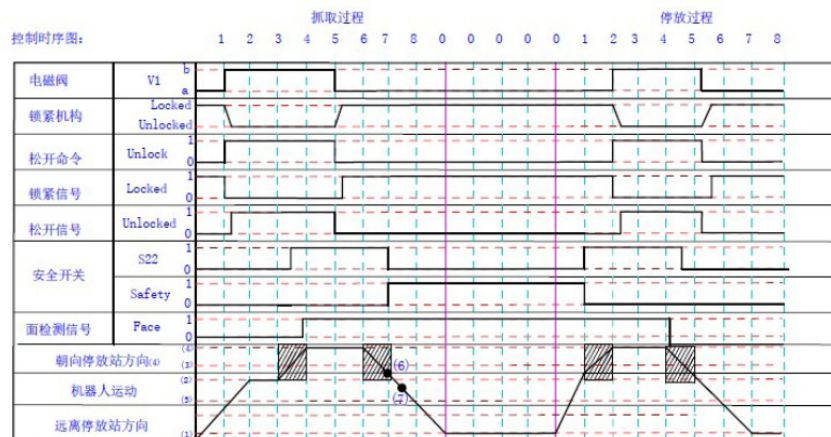 抓取过程 停放过程
控制时序图: 1 2 3 4 5 6 7 8 0 0 0 0 0 1 2 3 4 5 6 7 8
电磁阀 V1 b a
锁紧机构 Locked Unlocked
松开命令 Unlock 1 0
锁紧信号 Locked 1 0
松开信号 Unlocked 1 0
安全开关 S22 1 0
Safety 1 0
面检测信号 Face 1 0
朝向停放站方向(4) (4) (3) (6)
机器人运动 (2) (5) (7)
远离停放站方向 (1)